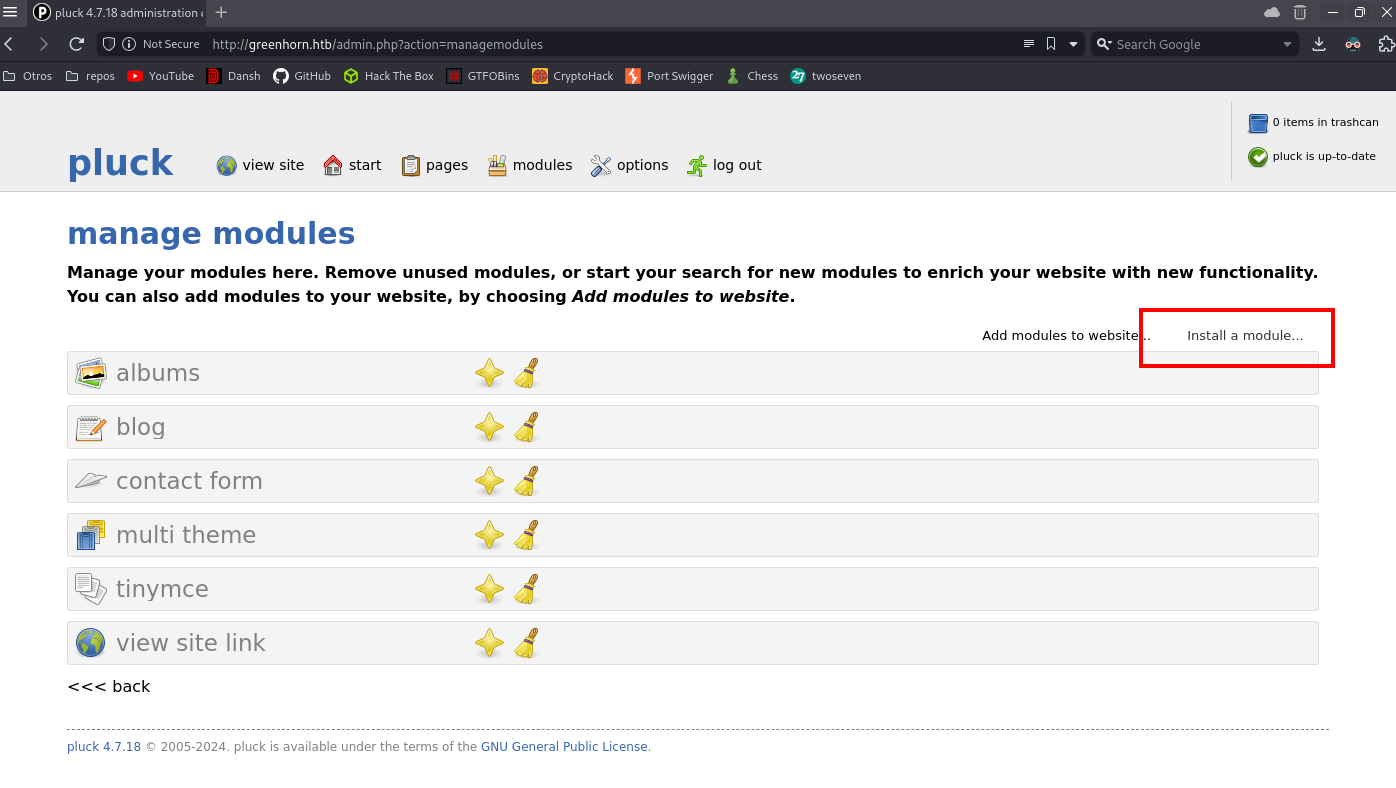 pluck 4.7.18 administration c
Not Secure http://greenhorn.htb/admin.php?action=managemodules Search Google
Otros repos YouTube Dansh GitHub Hack The Box GTFOBins CryptoHack Port Swigger Chess 27 twoseven
0 items in trashcan
pluck view site start pages modules options log out
pluck is up-to-date
manage modules
Manage your modules here. Remove unused modules, or start your search for new modules to enrich your website with new functionality.
You can also add modules to your website, by choosing Add modules to website.
Add modules to website... Install a module...
albums
blog
contact form
multi theme
tinymce
view site link
<<< back
pluck 4.7.18 © 2005-2024. pluck is available under the terms of the GNU General Public License.